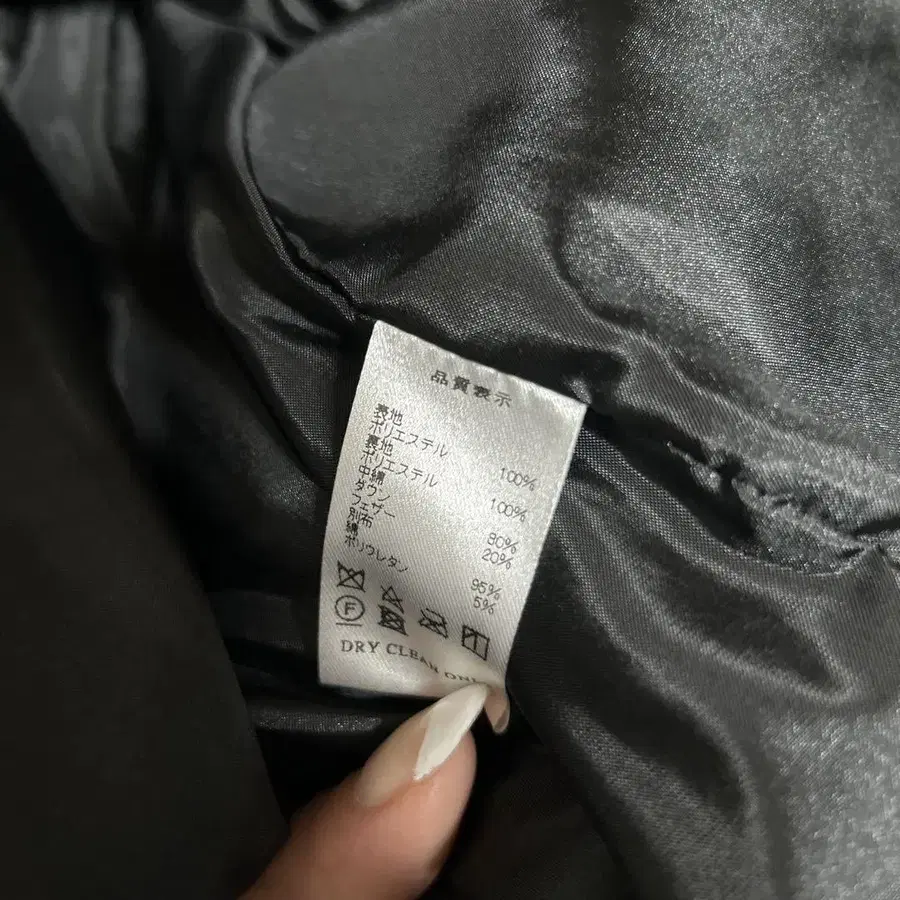 品質表示
表地
ポリエステル 100%
裏地
ポリエステル 100%
中綿
ダウン 80%
フェザー 20%
別布
綿 95%
ポリウレタン 5%
F
DRY CLEAN